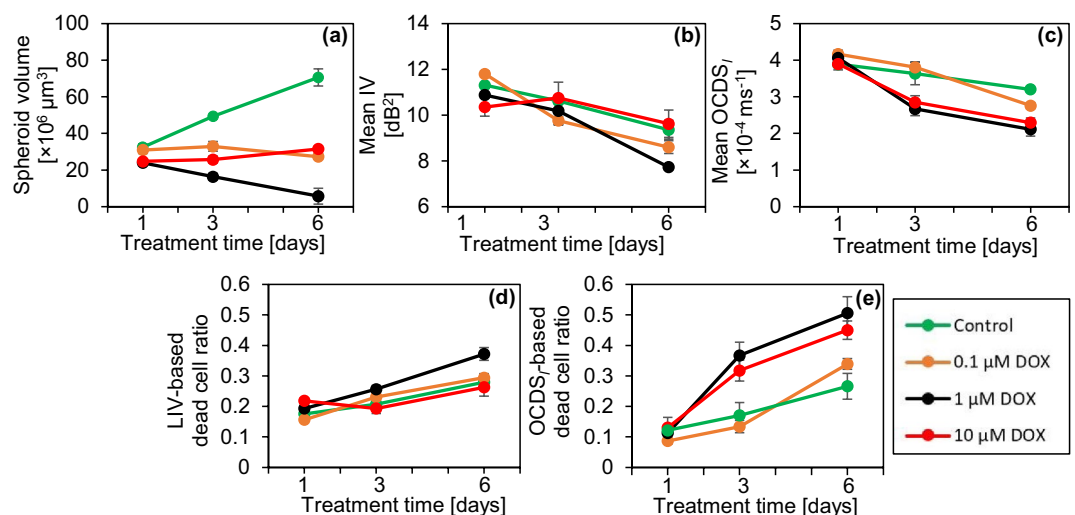 (a)
Spheroid volume
[×10⁶ µm³]
100
80
60
40
20
0
1
3
6
Treatment time [days]
(b)
Mean IV
[dB²]
14
12
10
8
6
1
3
6
Treatment time [days]
(c)
Mean OCDSₗ
[×10⁻⁴ ms⁻¹]
5
4
3
2
1
0
1
3
6
Treatment time [days]
(d)
LIV-based
dead cell ratio
0.6
0.5
0.4
0.3
0.2
0.1
0
1
3
6
Treatment time [days]
(e)
OCDSₗ-based
dead cell ratio
0.6
0.5
0.4
0.3
0.2
0.1
0
1
3
6
Treatment time [days]
Control
0.1 µM DOX
1 µM DOX
10 µM DOX